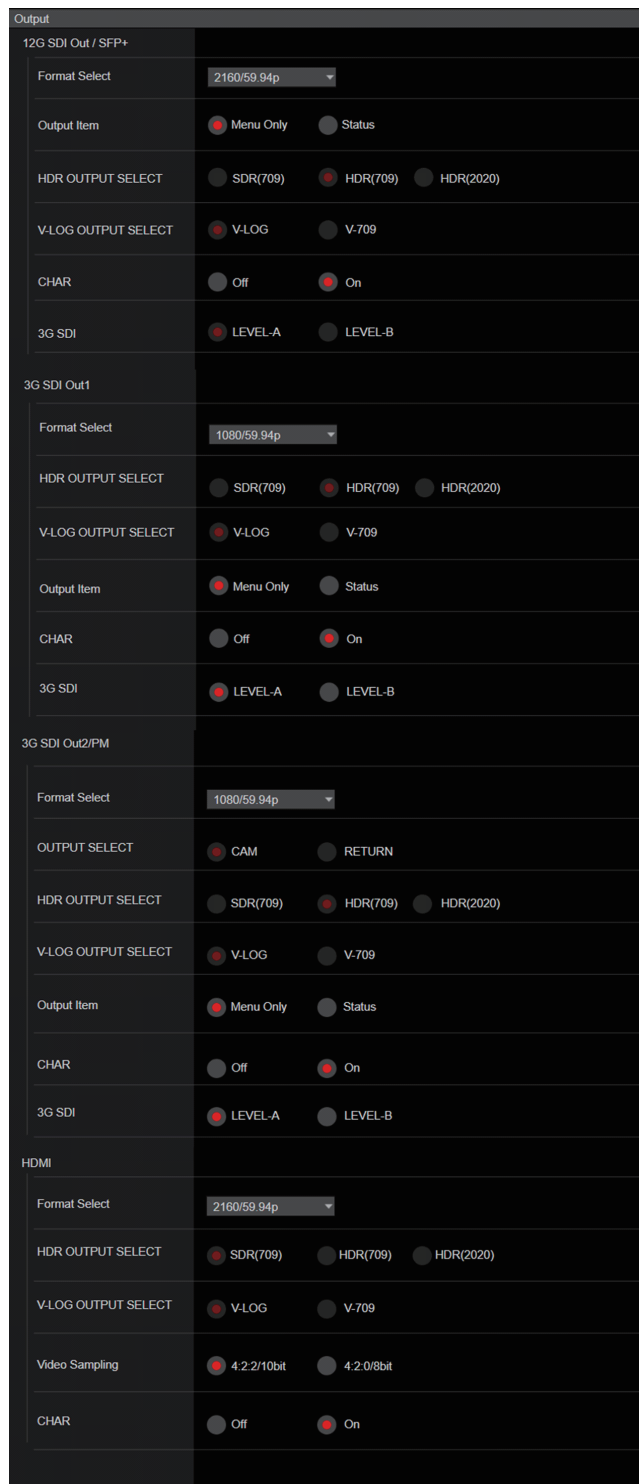 Output
12G SDI Out / SFP+
Format Select 2160/59.94p
Output Item Menu Only Status
HDR OUTPUT SELECT SDR(709) HDR(709) HDR(2020)
V-LOG OUTPUT SELECT V-LOG V-709
CHAR Off On
3G SDI LEVEL-A LEVEL-B
3G SDI Out1
Format Select 1080/59.94p
HDR OUTPUT SELECT SDR(709) HDR(709) HDR(2020)
V-LOG OUTPUT SELECT V-LOG V-709
Output Item Menu Only Status
CHAR Off On
3G SDI LEVEL-A LEVEL-B
3G SDI Out2/PM
Format Select 1080/59.94p
OUTPUT SELECT CAM RETURN
HDR OUTPUT SELECT SDR(709) HDR(709) HDR(2020)
V-LOG OUTPUT SELECT V-LOG V-709
Output Item Menu Only Status
CHAR Off On
3G SDI LEVEL-A LEVEL-B
HDMI
Format Select 2160/59.94p
HDR OUTPUT SELECT SDR(709) HDR(709) HDR(2020)
V-LOG OUTPUT SELECT V-LOG V-709
Video Sampling 4:2:2/10bit 4:2:0/8bit
CHAR Off On